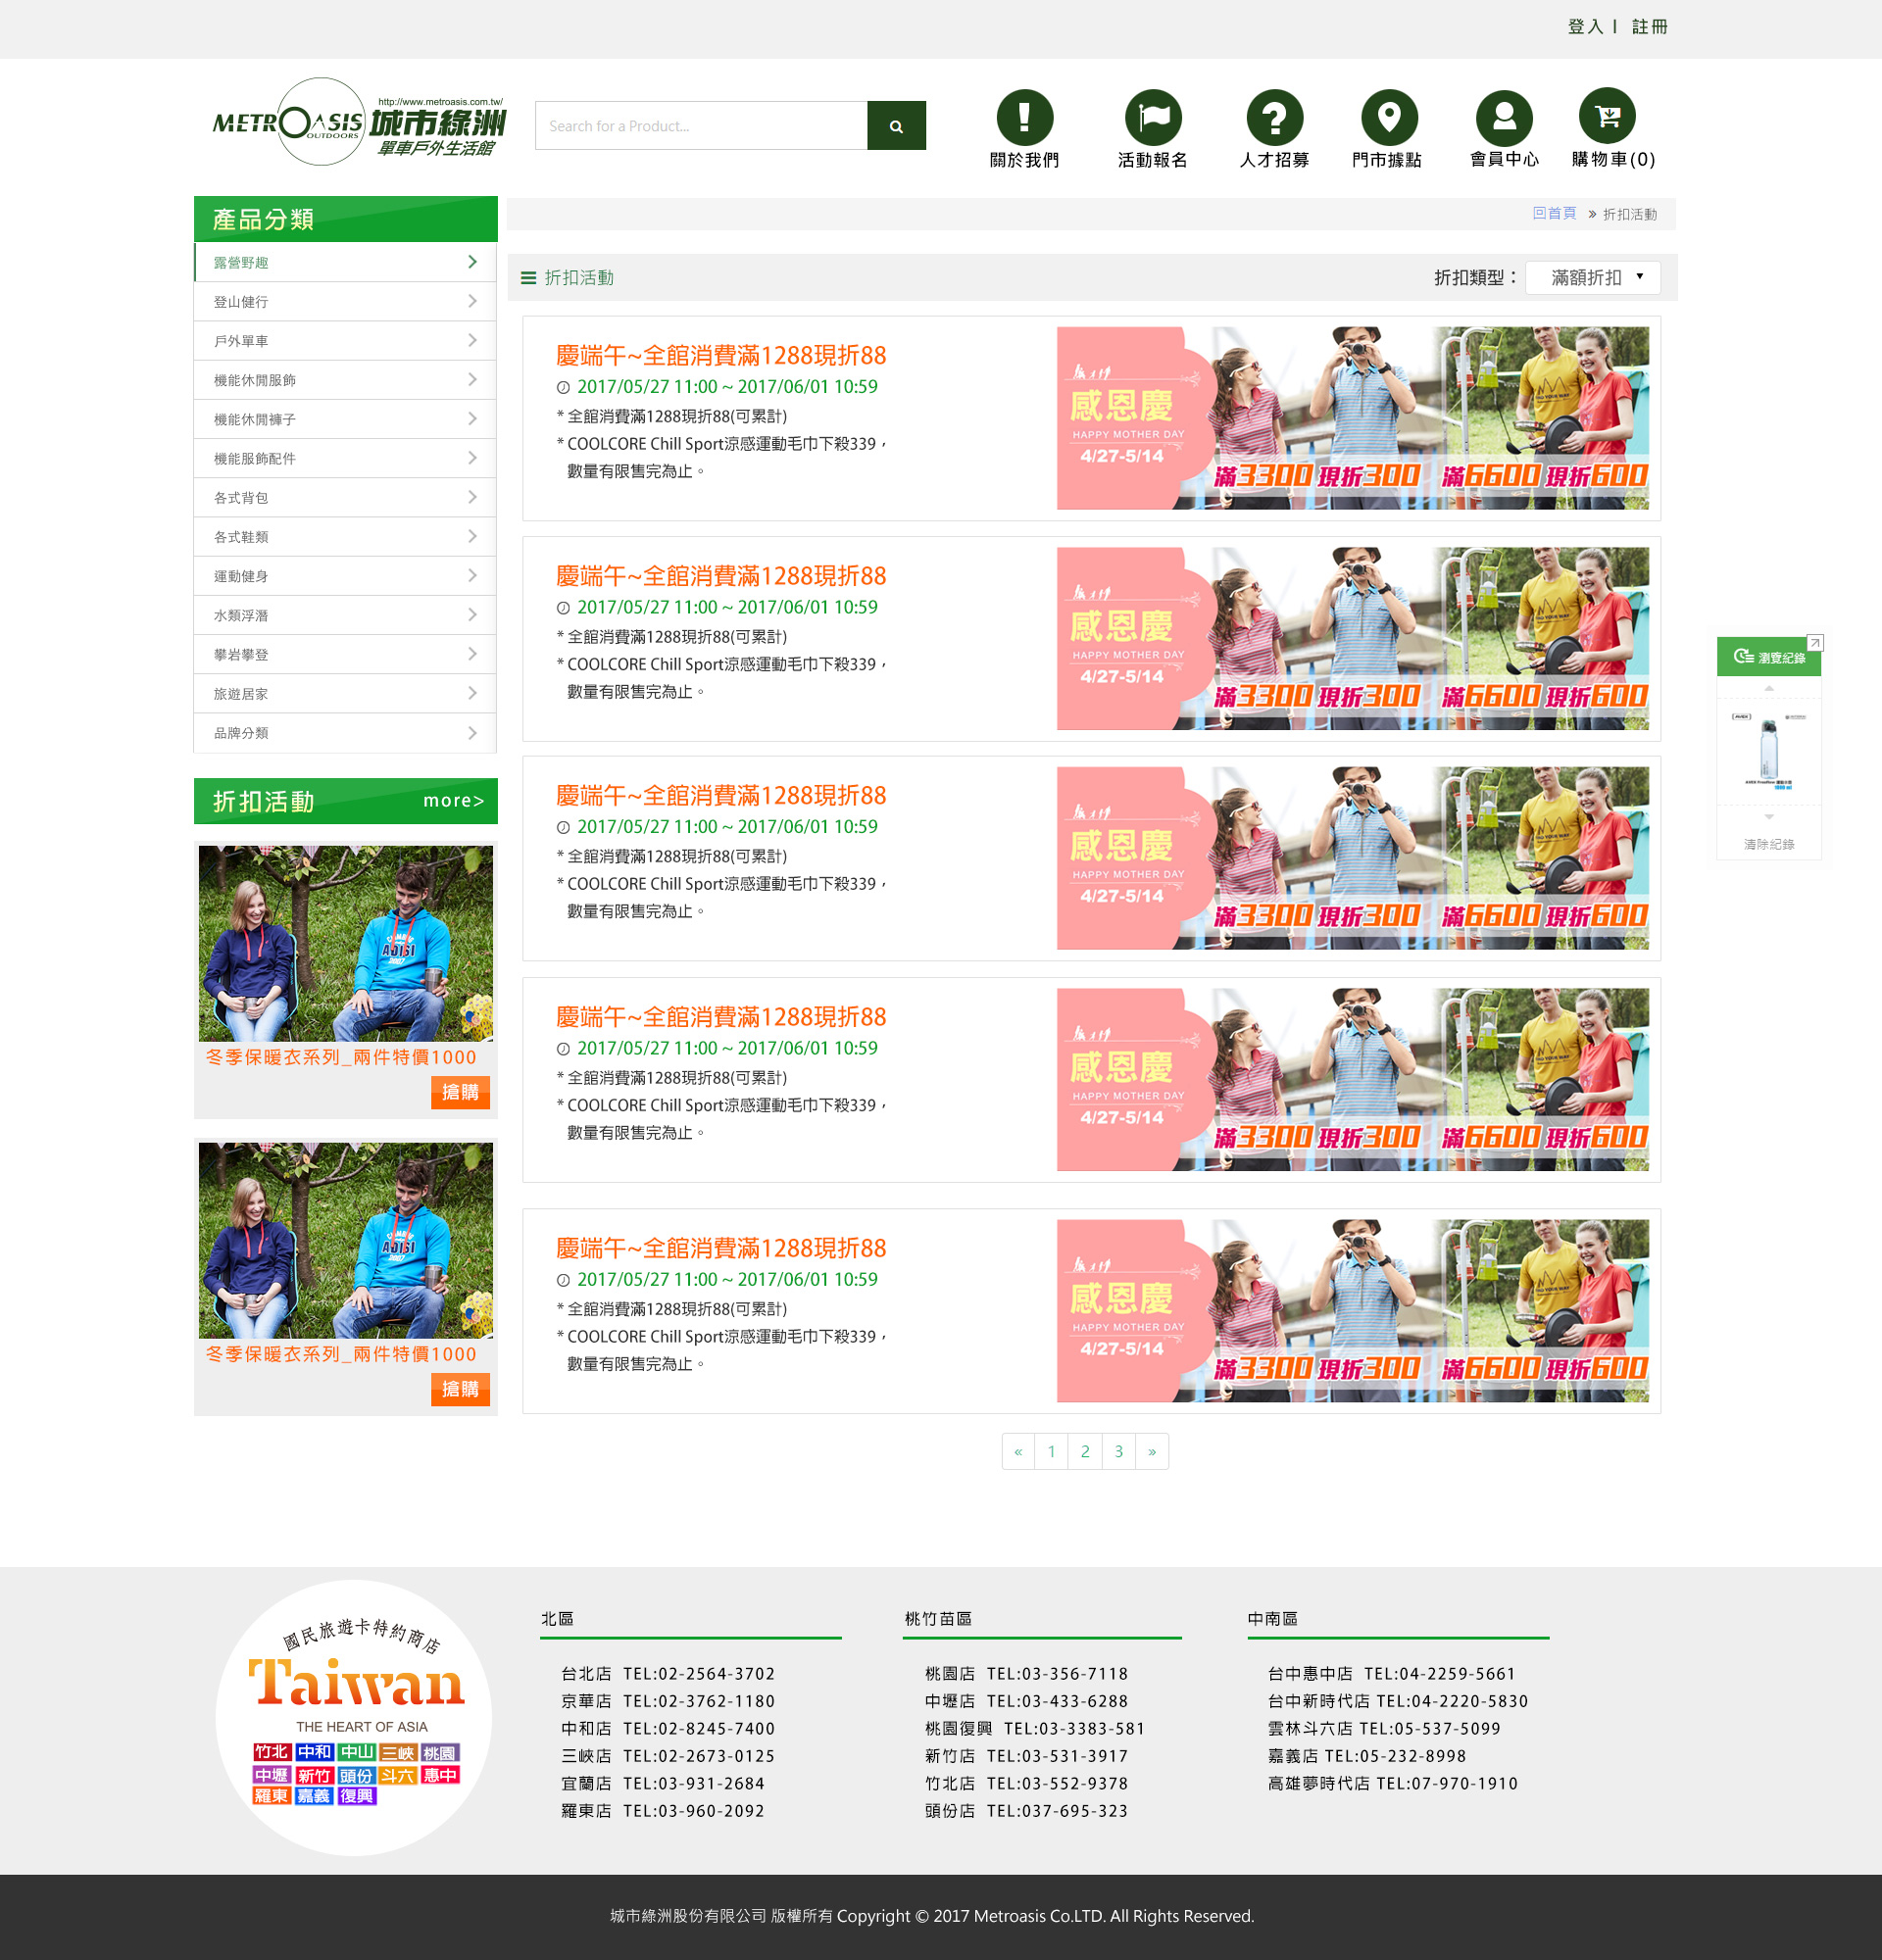 登入 | 註冊
http://www.metroasis.com.tw/
METROASIS 城市綠洲
OUTDOORS
單車戶外生活館
Search for a Product...
關於我們
活動報名
人才招募
門市據點
會員中心
購物車(0)
產品分類
露營野趣
登山健行
戶外單車
機能休閒服飾
機能休閒褲子
機能服飾配件
各式背包
各式鞋類
運動健身
水類浮潛
攀岩攀登
旅遊居家
品牌分類
折扣活動 more>
ADISI
冬季保暖衣系列_兩件特價1000
搶購
ADISI
冬季保暖衣系列_兩件特價1000
搶購
回首頁 » 折扣活動
折扣活動
折扣類型： 滿額折扣
慶端午~全館消費滿1288現折88
2017/05/27 11:00 ~ 2017/06/01 10:59
* 全館消費滿1288現折88(可累計)
* COOLCORE Chill Sport涼感運動毛巾下殺339，
數量有限售完為止。
感恩慶
HAPPY MOTHER DAY
4/27-5/14
滿3300現折300 滿6600現折600
慶端午~全館消費滿1288現折88
2017/05/27 11:00 ~ 2017/06/01 10:59
* 全館消費滿1288現折88(可累計)
* COOLCORE Chill Sport涼感運動毛巾下殺339，
數量有限售完為止。
感恩慶
HAPPY MOTHER DAY
4/27-5/14
滿3300現折300 滿6600現折600
慶端午~全館消費滿1288現折88
2017/05/27 11:00 ~ 2017/06/01 10:59
* 全館消費滿1288現折88(可累計)
* COOLCORE Chill Sport涼感運動毛巾下殺339，
數量有限售完為止。
感恩慶
HAPPY MOTHER DAY
4/27-5/14
滿3300現折300 滿6600現折600
慶端午~全館消費滿1288現折88
2017/05/27 11:00 ~ 2017/06/01 10:59
* 全館消費滿1288現折88(可累計)
* COOLCORE Chill Sport涼感運動毛巾下殺339，
數量有限售完為止。
感恩慶
HAPPY MOTHER DAY
4/27-5/14
滿3300現折300 滿6600現折600
慶端午~全館消費滿1288現折88
2017/05/27 11:00 ~ 2017/06/01 10:59
* 全館消費滿1288現折88(可累計)
* COOLCORE Chill Sport涼感運動毛巾下殺339，
數量有限售完為止。
感恩慶
HAPPY MOTHER DAY
4/27-5/14
滿3300現折300 滿6600現折600
« 1 2 3 »
瀏覽紀錄
1000 ml
清除紀錄
國民旅遊卡特約商店
Taiwan
THE HEART OF ASIA
竹北 中和 中山 三峽 桃園
中壢 新竹 頭份 斗六 惠中
羅東 嘉義 復興
北區
台北店 TEL:02-2564-3702
京華店 TEL:02-3762-1180
中和店 TEL:02-8245-7400
三峽店 TEL:02-2673-0125
宜蘭店 TEL:03-931-2684
羅東店 TEL:03-960-2092
桃竹苗區
桃園店 TEL:03-356-7118
中壢店 TEL:03-433-6288
桃園復興 TEL:03-3383-581
新竹店 TEL:03-531-3917
竹北店 TEL:03-552-9378
頭份店 TEL:037-695-323
中南區
台中惠中店 TEL:04-2259-5661
台中新時代店 TEL:04-2220-5830
雲林斗六店 TEL:05-537-5099
嘉義店 TEL:05-232-8998
高雄夢時代店 TEL:07-970-1910
城市綠洲股份有限公司 版權所有 Copyright © 2017 Metroasis Co.LTD. All Rights Reserved.